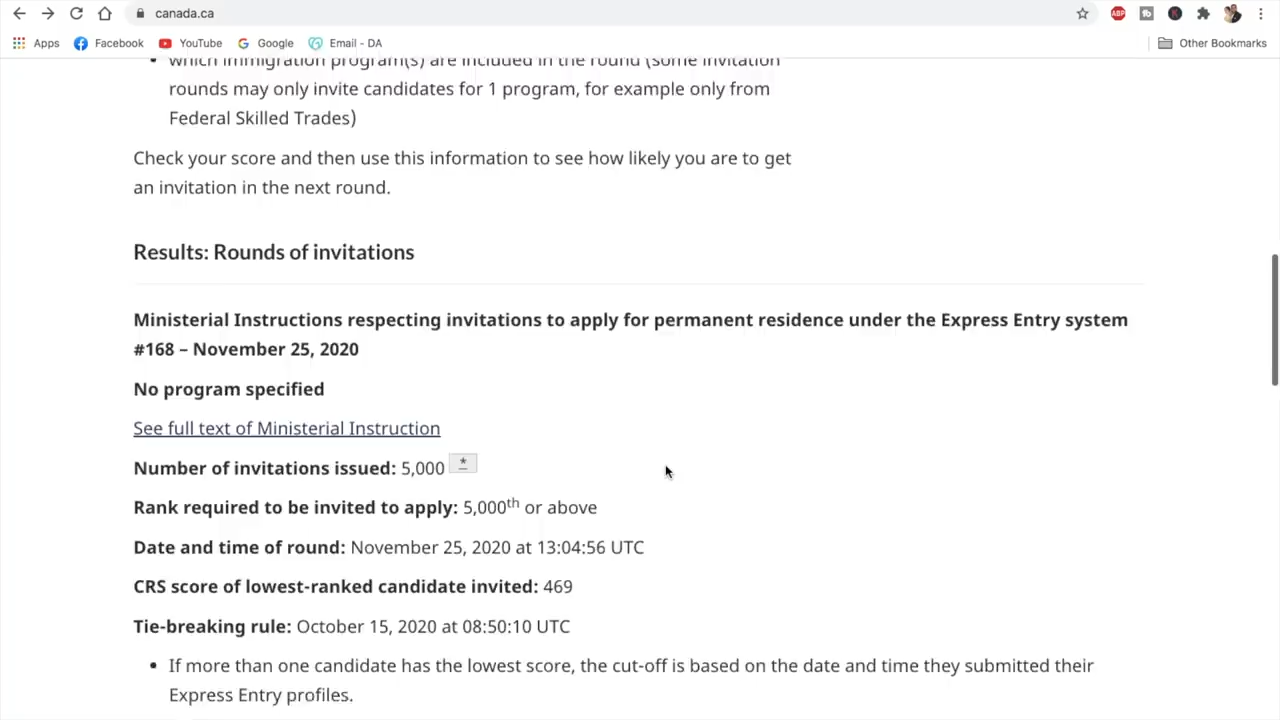 canada.ca
ABP
Apps
Facebook
YouTube
Google
Email - DA
Other Bookmarks
which immigration program(s) are included in the round (some invitation
rounds may only invite candidates for 1 program, for example only from
Federal Skilled Trades)
Check your score and then use this information to see how likely you are to get
an invitation in the next round.
Results: Rounds of invitations
Ministerial Instructions respecting invitations to apply for permanent residence under the Express Entry system
#168 – November 25, 2020
No program specified
See full text of Ministerial Instruction
Number of invitations issued: 5,000 *
Rank required to be invited to apply: 5,000th or above
Date and time of round: November 25, 2020 at 13:04:56 UTC
CRS score of lowest-ranked candidate invited: 469
Tie-breaking rule: October 15, 2020 at 08:50:10 UTC
If more than one candidate has the lowest score, the cut-off is based on the date and time they submitted their
Express Entry profiles.